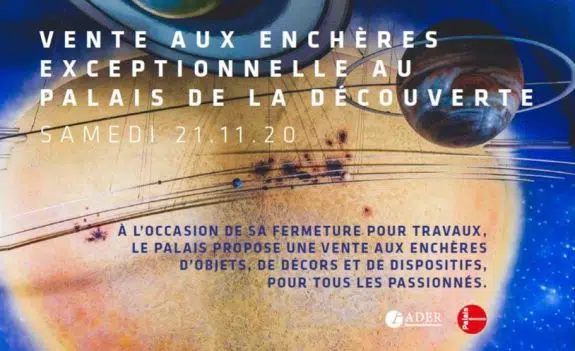 VENTE AUX ENCHÈRES
EXCEPTIONNELLE AU
PALAIS DE LA DÉCOUVERTE
SAMEDI 21.11.20
À L'OCCASION DE SA FERMETURE POUR TRAVAUX,
LE PALAIS PROPOSE UNE VENTE AUX ENCHÈRES
D'OBJETS, DE DÉCORS ET DE DISPOSITIFS,
POUR TOUS LES PASSIONNÉS.
ADER
Palais